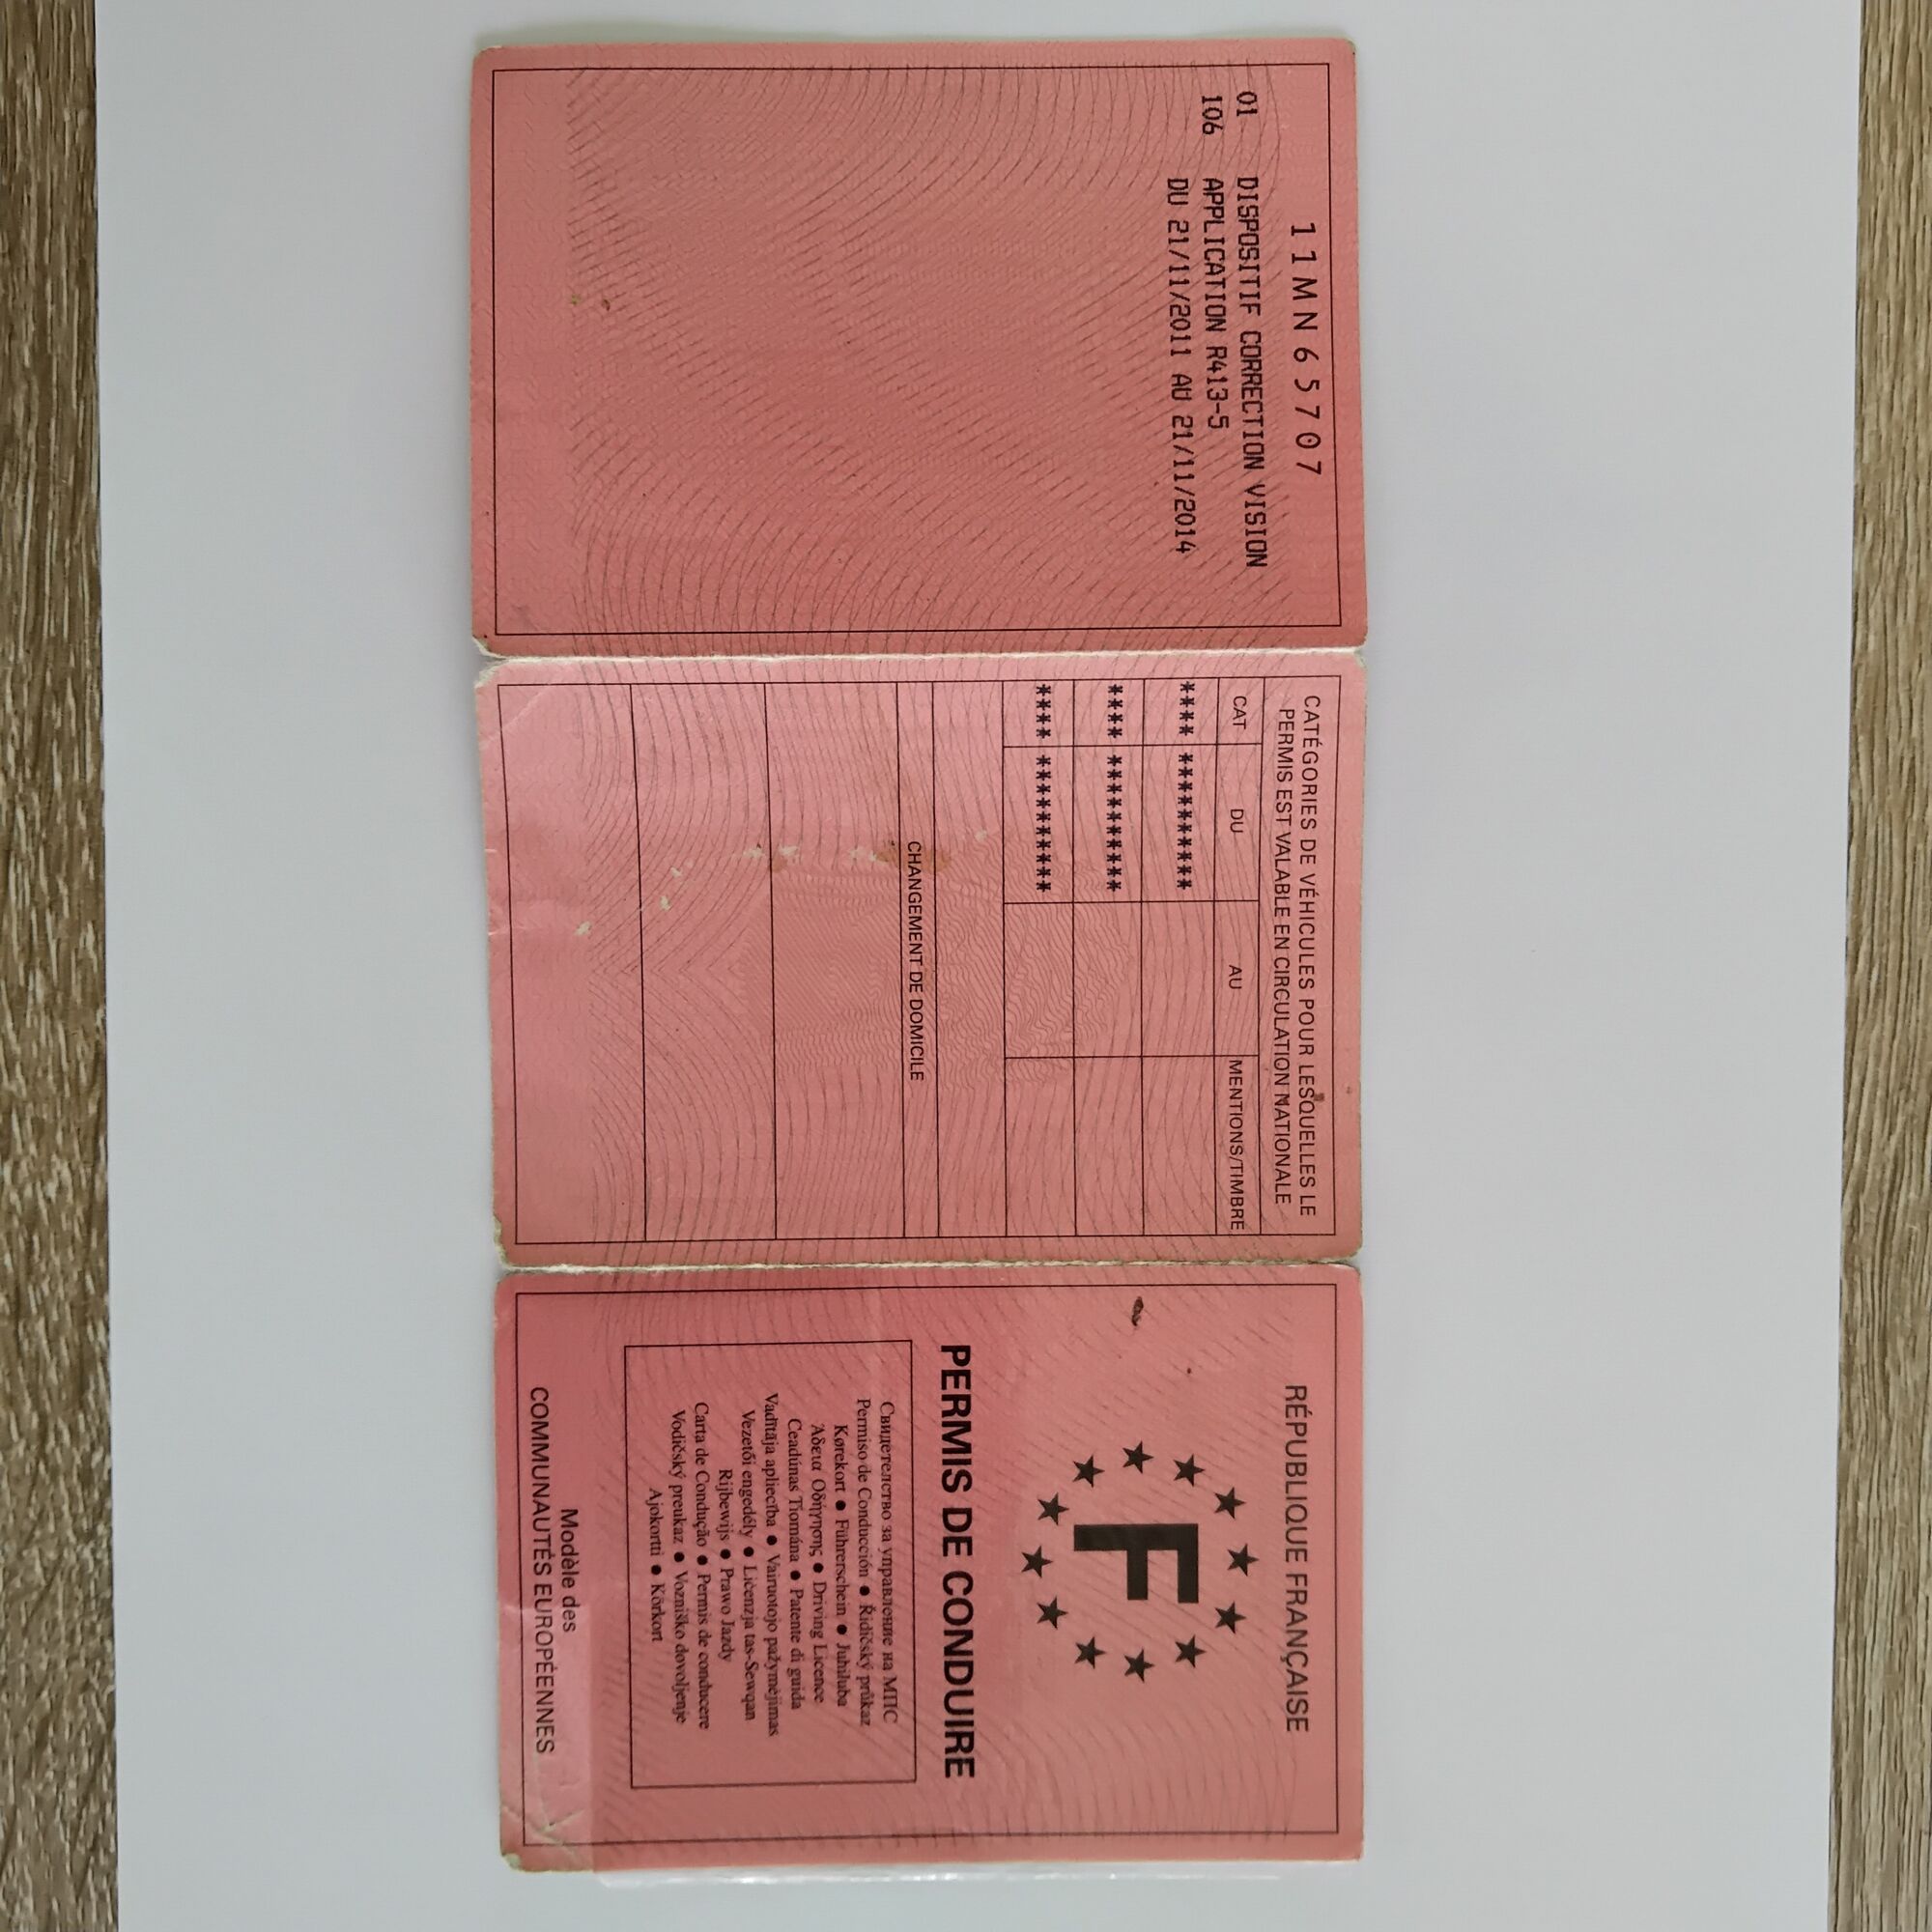 11MN65707
01 DISPOSITIF CORRECTION VISION
106 APPLICATION R413-5
DU 21/11/2011 AU 21/11/2014
CATÉGORIES DE VÉHICULES POUR LESQUELLES LE
PERMIS EST VALABLE EN CIRCULATION NATIONALE
CAT DU AU MENTIONS/TIMBRE
**** **********
**** **********
**** **********
CHANGEMENT DE DOMICILE
RÉPUBLIQUE FRANÇAISE
F
PERMIS DE CONDUIRE
Свидетелство за управление на МПС
Permiso de Conducción ● Řidičský průkaz
Kørekort ● Führerschein ● Juhiluba
Άδεια Οδήγησης ● Driving Licence
Ceadúnas Tiomána ● Patente di guida
Vadītāja apliecība ● Vairuotojo pažymėjimas
Vezetői engedély ● Liċenzja tas-Sewqan
Rijbewijs ● Prawo Jazdy
Carta de Condução ● Permis de conducere
Vodičský preukaz ● Vozniško dovoljenje
Ajokortti ● Körkort
Modèle des
COMMUNAUTÉS EUROPÉENNES